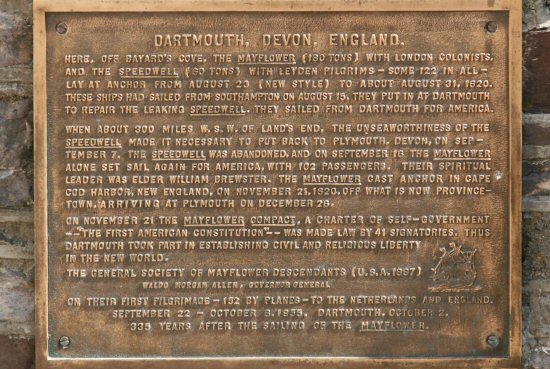 DARTMOUTH, DEVON, ENGLAND.
HERE, OFF BAYARD'S COVE, THE MAYFLOWER (180 TONS) WITH LONDON COLONISTS,
AND THE SPEEDWELL (60 TONS) WITH LEYDEN PILGRIMS – SOME 122 IN ALL –
LAY AT ANCHOR FROM AUGUST 23 (NEW STYLE) TO ABOUT AUGUST 31, 1620.
THESE SHIPS HAD SAILED FROM SOUTHAMPTON ON AUGUST 15. THEY PUT IN AT DARTMOUTH
TO REPAIR THE LEAKING SPEEDWELL. THEY SAILED FROM DARTMOUTH FOR AMERICA.
WHEN ABOUT 300 MILES W.S.W. OF LAND'S END, THE UNSEAWORTHINESS OF THE
SPEEDWELL MADE IT NECESSARY TO PUT BACK TO PLYMOUTH, DEVON, ON SEP-
TEMBER 7. THE SPEEDWELL WAS ABANDONED, AND ON SEPTEMBER 16 THE MAYFLOWER
ALONE SET SAIL AGAIN FOR AMERICA, WITH 102 PASSENGERS. THEIR SPIRITUAL
LEADER WAS ELDER WILLIAM BREWSTER. THE MAYFLOWER CAST ANCHOR IN CAPE
COD HARBOR, NEW ENGLAND, ON NOVEMBER 21, 1620, OFF WHAT IS NOW PROVINCE-
TOWN, ARRIVING AT PLYMOUTH ON DECEMBER 26.
ON NOVEMBER 21 THE MAYFLOWER COMPACT, A CHARTER OF SELF-GOVERNMENT
–"THE FIRST AMERICAN CONSTITUTION"– WAS MADE LAW BY 41 SIGNATORIES. THUS
DARTMOUTH TOOK PART IN ESTABLISHING CIVIL AND RELIGIOUS LIBERTY
IN THE NEW WORLD.
THE GENERAL SOCIETY OF MAYFLOWER DESCENDANTS (U.S.A. 1897)
WALDO MORGAN ALLEN, GOVERNOR GENERAL
ON THEIR FIRST PILGRIMAGE – 152 BY PLANES – TO THE NETHERLANDS AND ENGLAND,
SEPTEMBER 22 – OCTOBER 8, 1955. DARTMOUTH, OCTOBER 2.
335 YEARS AFTER THE SAILING OF THE MAYFLOWER.